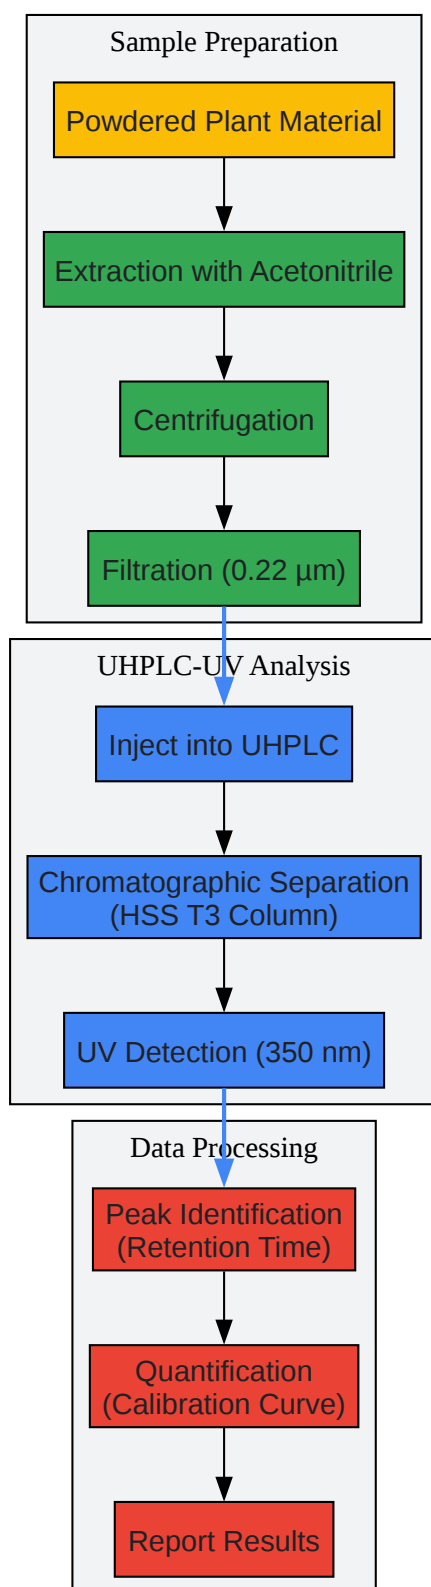 Sample Preparation
Powdered Plant Material
Extraction with Acetonitrile
Centrifugation
Filtration (0.22 µm)
UHPLC-UV Analysis
Inject into UHPLC
Chromatographic Separation
(HSS T3 Column)
UV Detection (350 nm)
Data Processing
Peak Identification
(Retention Time)
Quantification
(Calibration Curve)
Report Results